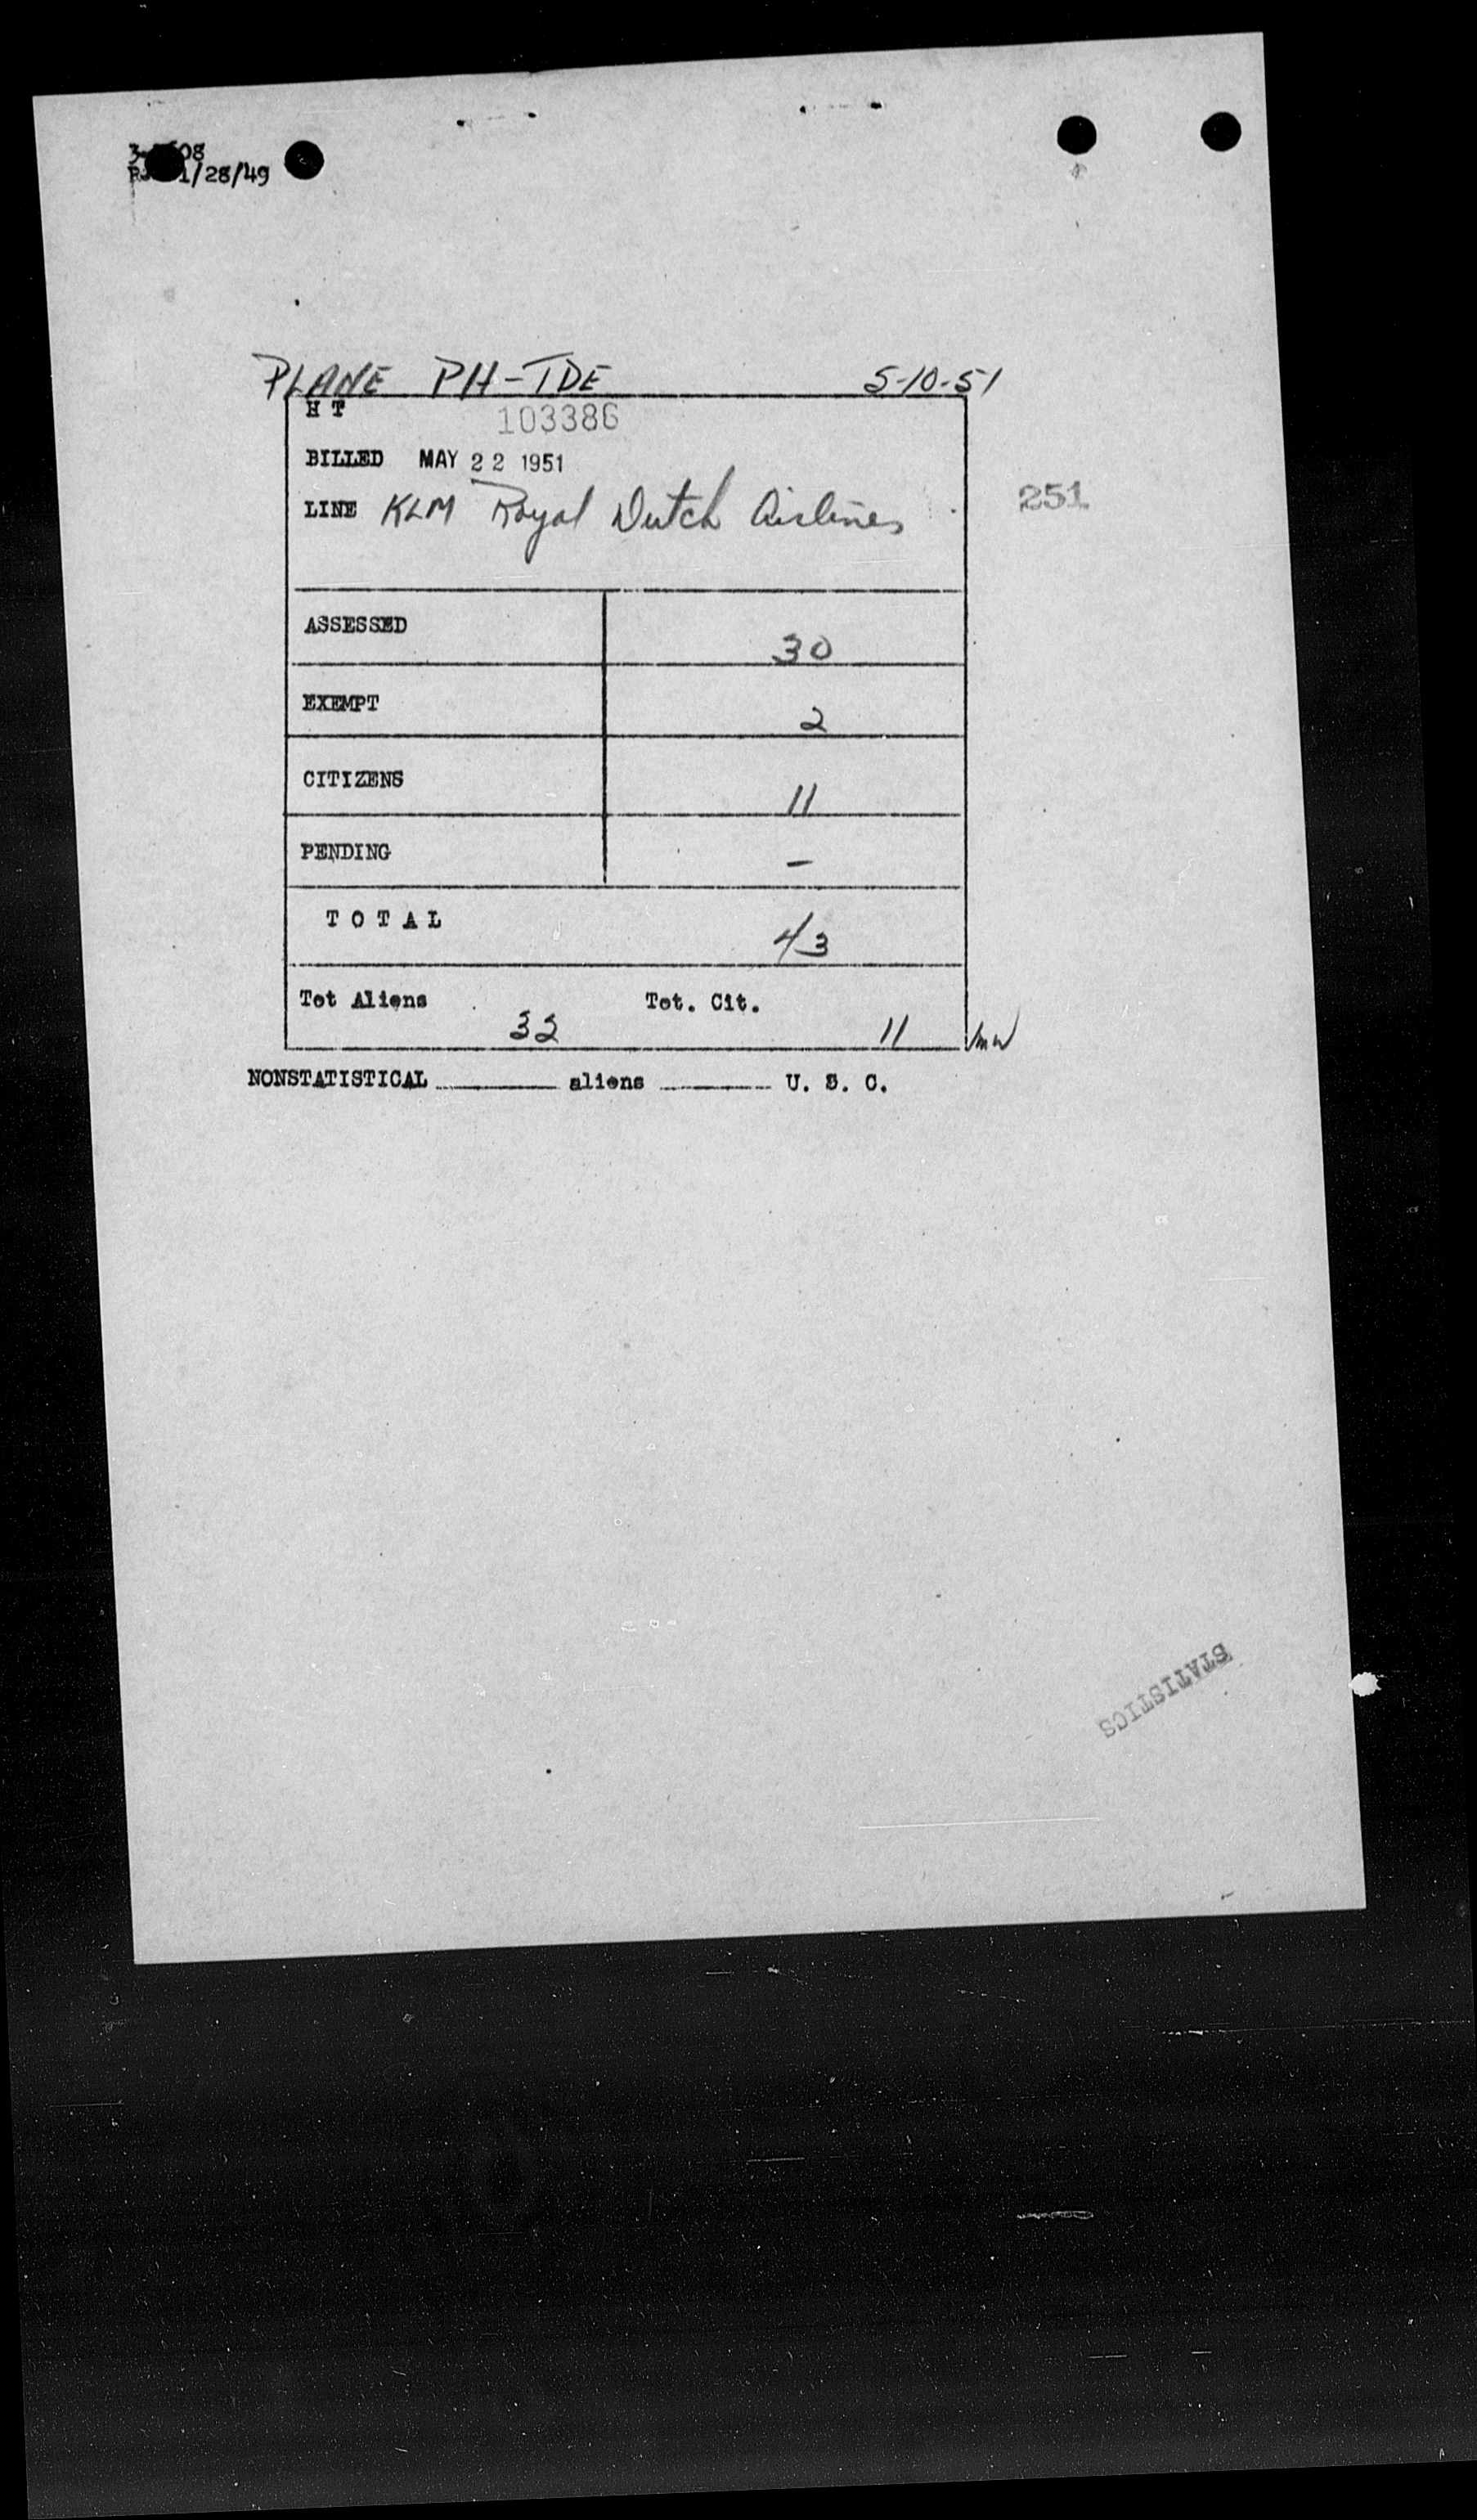 1/28/49
PLANE PH-TDE 5-10-51
H T 103386
BILLED MAY 22 1951
LINE KLM Royal Dutch Airlines
251
ASSESSED 30
EXEMPT 2
CITIZENS 11
PENDING –
TOTAL 43
Tot Aliens 32 Tot. Cit. 11
NONSTATISTICAL ______ aliens ______ U. S. C.
STATISTICS